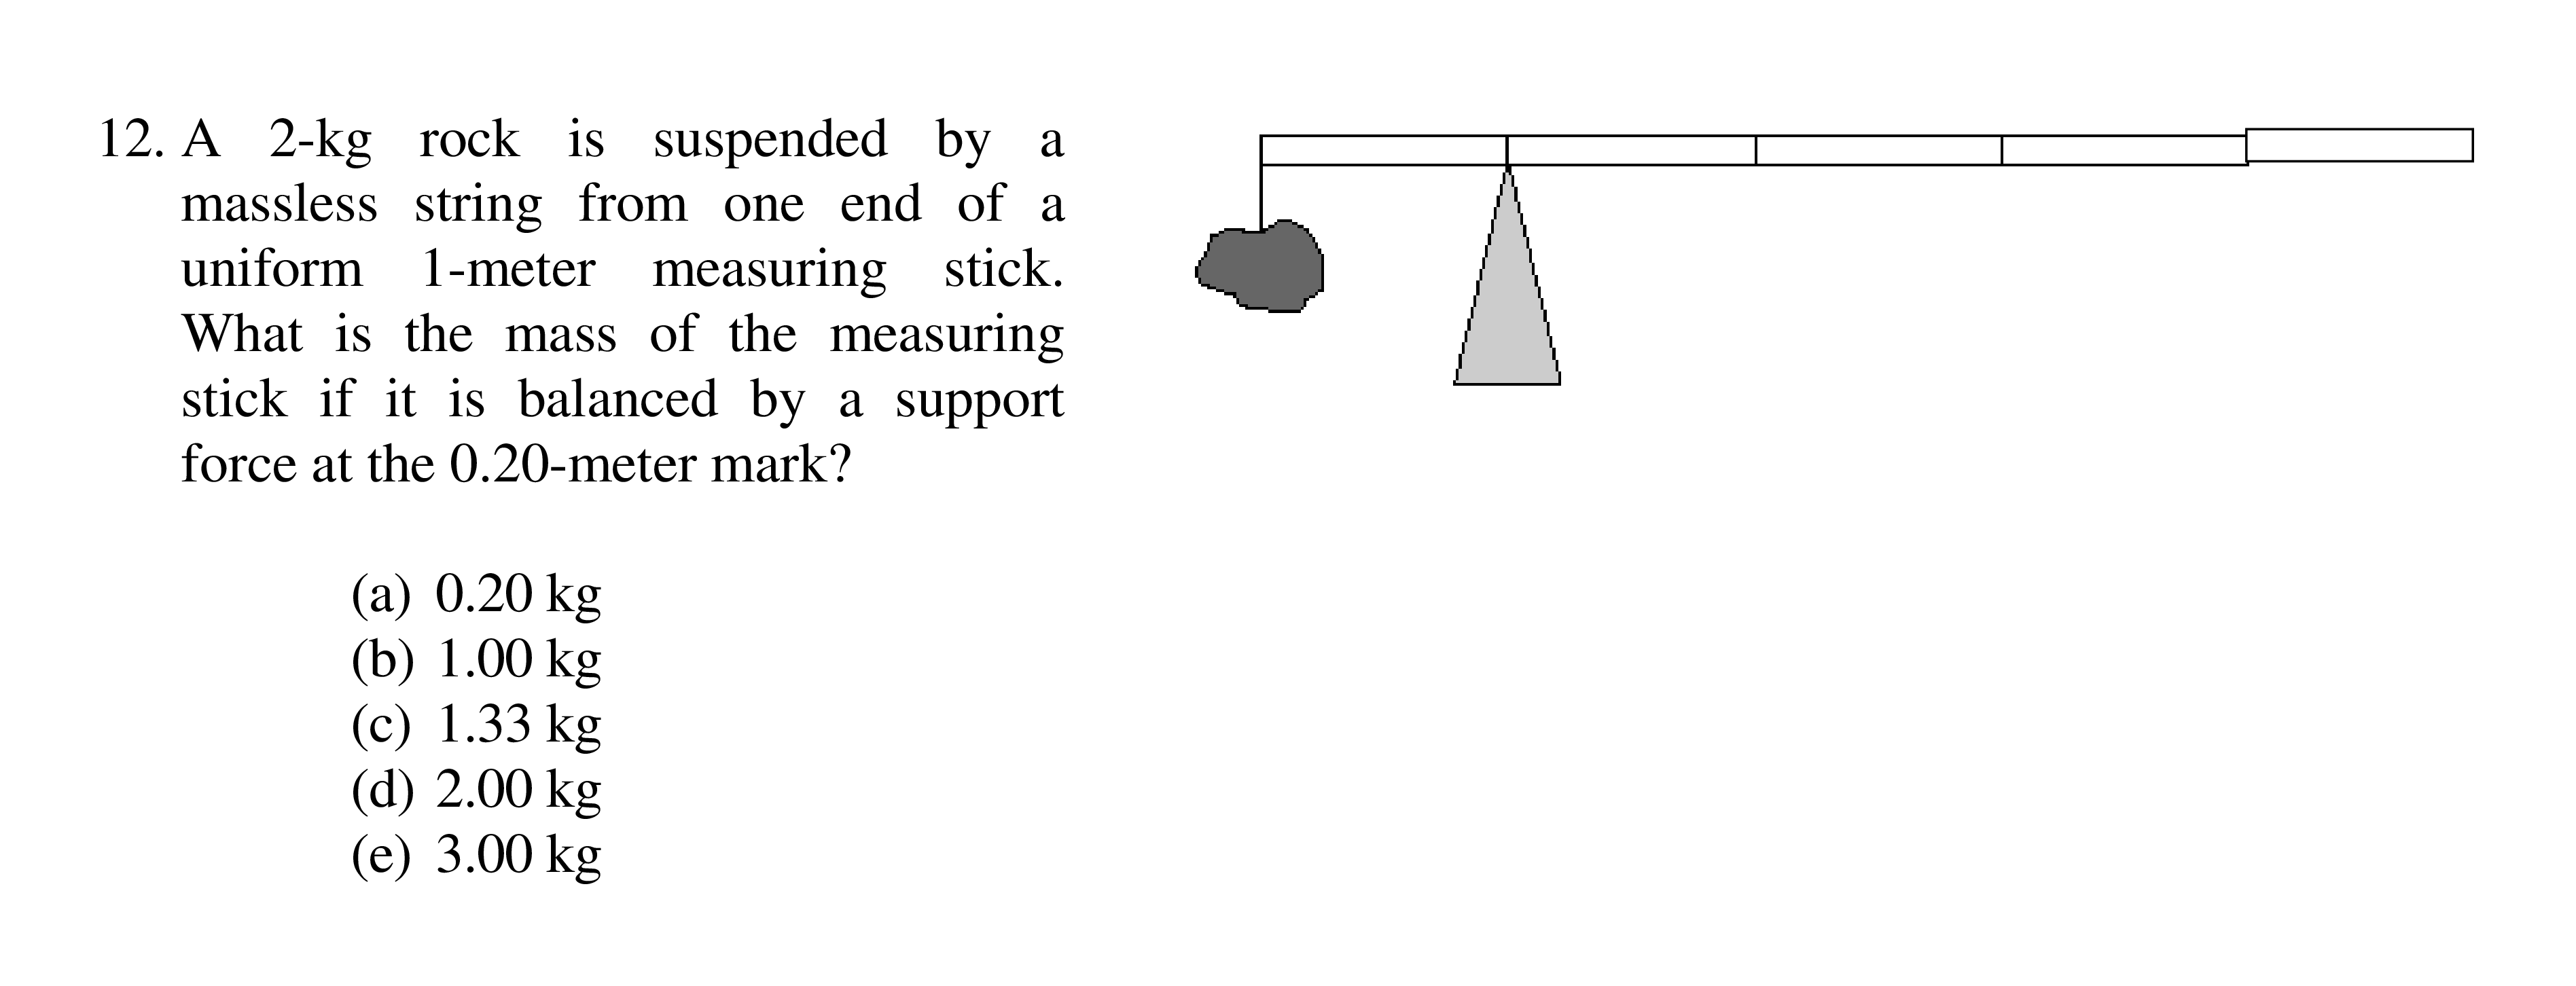 12. A 2-kg rock is suspended by a
massless string from one end of a
uniform 1-meter measuring stick.
What is the mass of the measuring
stick if it is balanced by a support
force at the 0.20-meter mark?
(a) 0.20 kg
(b) 1.00 kg
(c) 1.33 kg
(d) 2.00 kg
(e) 3.00 kg